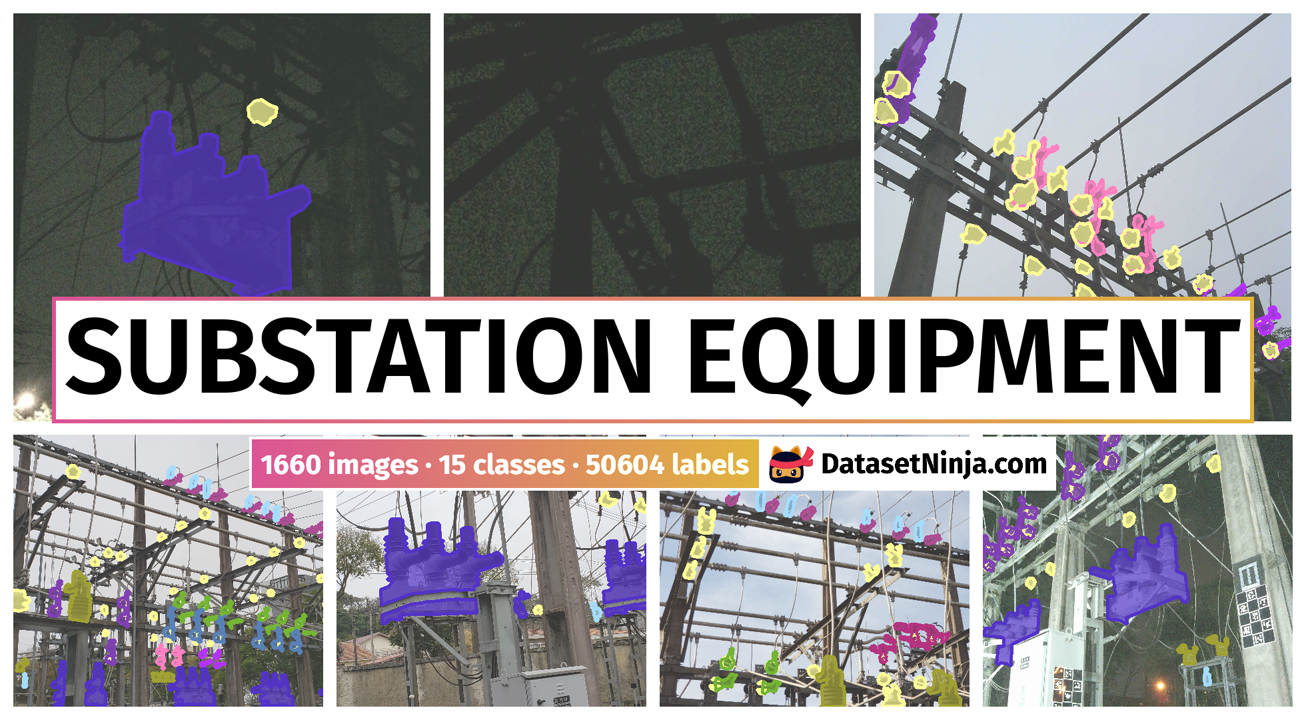 SUBSTATION EQUIPMENT
1660 images · 15 classes · 50604 labels
DatasetNinja.com